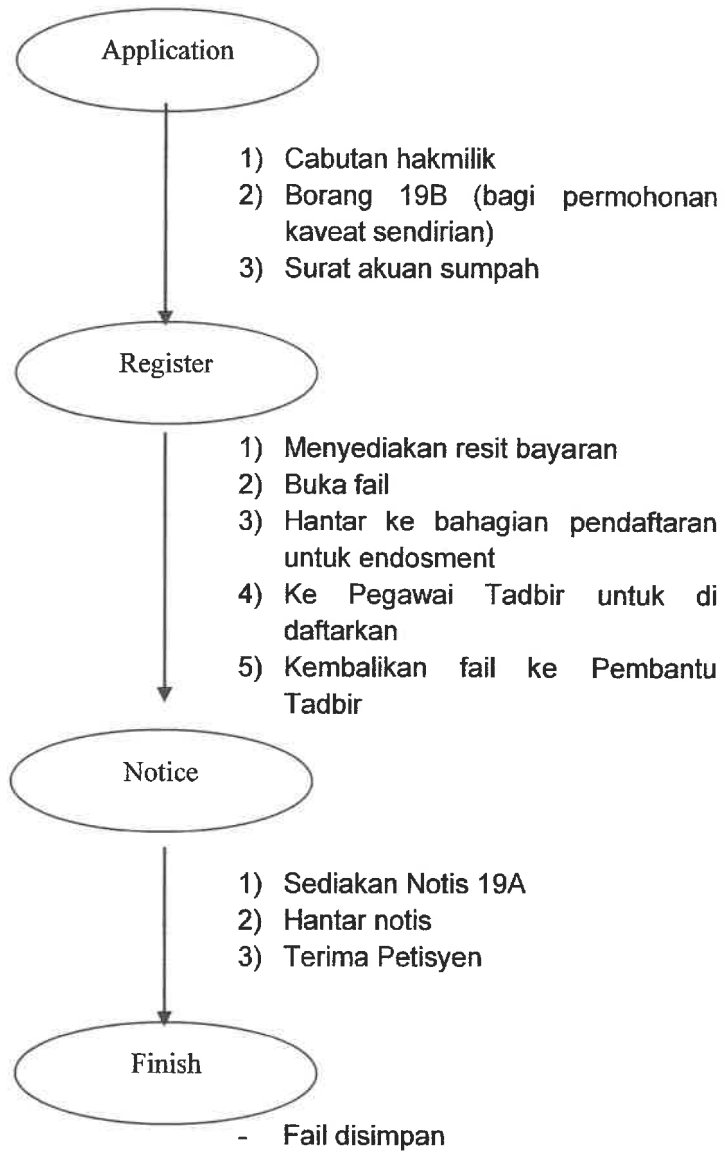 Application
1) Cabutan hakmilik
2) Borang 19B (bagi permohonan
kaveat sendirian)
3) Surat akuan sumpah
Register
1) Menyediakan resit bayaran
2) Buka fail
3) Hantar ke bahagian pendaftaran
untuk endosment
4) Ke Pegawai Tadbir untuk di
daftarkan
5) Kembalikan fail ke Pembantu
Tadbir
Notice
1) Sediakan Notis 19A
2) Hantar notis
3) Terima Petisyen
Finish
- Fail disimpan